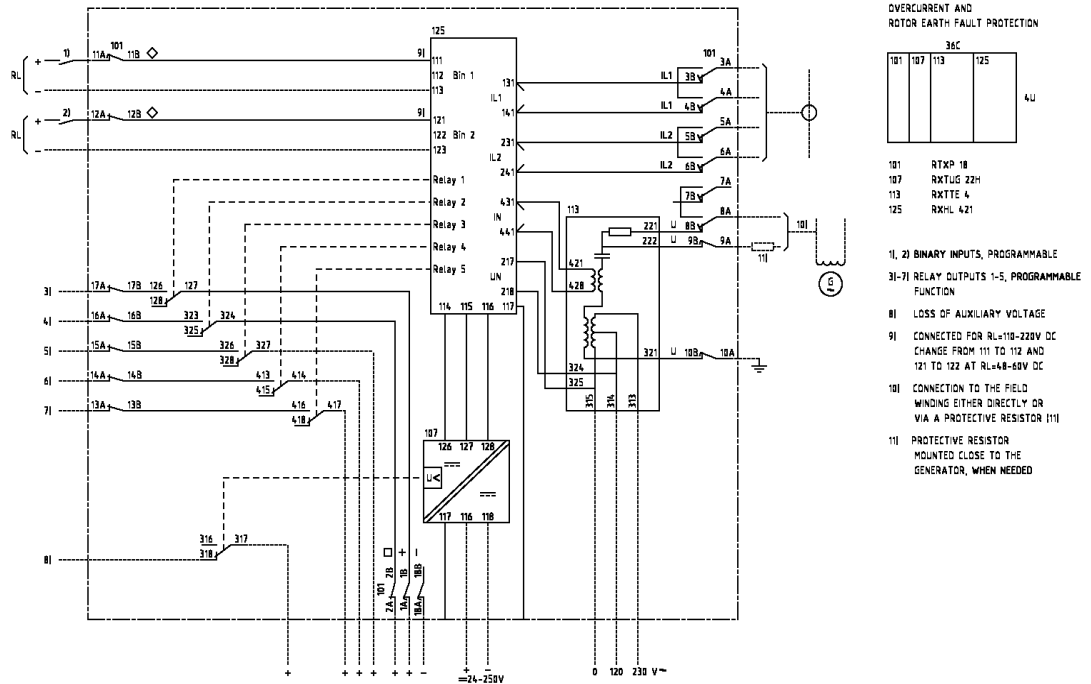 OVERCURRENT AND
ROTOR EARTH FAULT PROTECTION
36C
101 107 113 125
4U
101 RTXP 18
107 RXTUG 22H
113 RXTTE 4
125 RXHL 421
1), 2) BINARY INPUTS, PROGRAMMABLE
3)-7) RELAY OUTPUTS 1-5, PROGRAMMABLE
FUNCTION
8) LOSS OF AUXILIARY VOLTAGE
9) CONNECTED FOR RL=110-220V DC
CHANGE FROM 111 TO 112 AND
121 TO 122 AT RL=48-60V DC
10) CONNECTION TO THE FIELD
WINDING EITHER DIRECTLY OR
VIA A PROTECTIVE RESISTOR (11)
11) PROTECTIVE RESISTOR
MOUNTED CLOSE TO THE
GENERATOR, WHEN NEEDED
125
RL + 1) 11A 101 11B 9) 111
112 Bin 1
- 113
RL + 2) 12A 12B 9) 121
122 Bin 2
- 123
Relay 1
Relay 2
Relay 3
Relay 4
Relay 5
131 IL1 3B 101 3A
IL1
141 IL1 4B 4A
231 IL2 5B 5A
IL2
241 IL2 6B 6A
7B 7A
431
IN
441
217
UN
218
117
114 115 116
113
221 U 8B 8A
222 U 9B 9A
10)
11)
G
421
428
321 U 10B 10A
324
325
315 314 313
3) 17A 17B 126 127
128
4) 16A 16B 323 324
325
5) 15A 15B 326 327
328
6) 14A 14B 413 414
415
7) 13A 13B 416 417
418
107
126 127 128
U<
117 116 118
8) 316 317
318
+ -
101 2B 1B 18B
2A 1A 18A
+ + + + + + - + -
=24-250V
0 120 230 V~